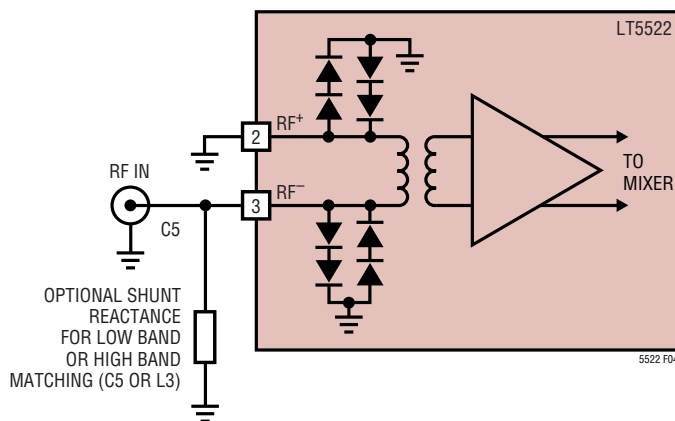 LT5522
RF+
2
RF IN
RF−
3
C5
TO
MIXER
OPTIONAL SHUNT
REACTANCE
FOR LOW BAND
OR HIGH BAND
MATCHING (C5 OR L3)
5522 F04